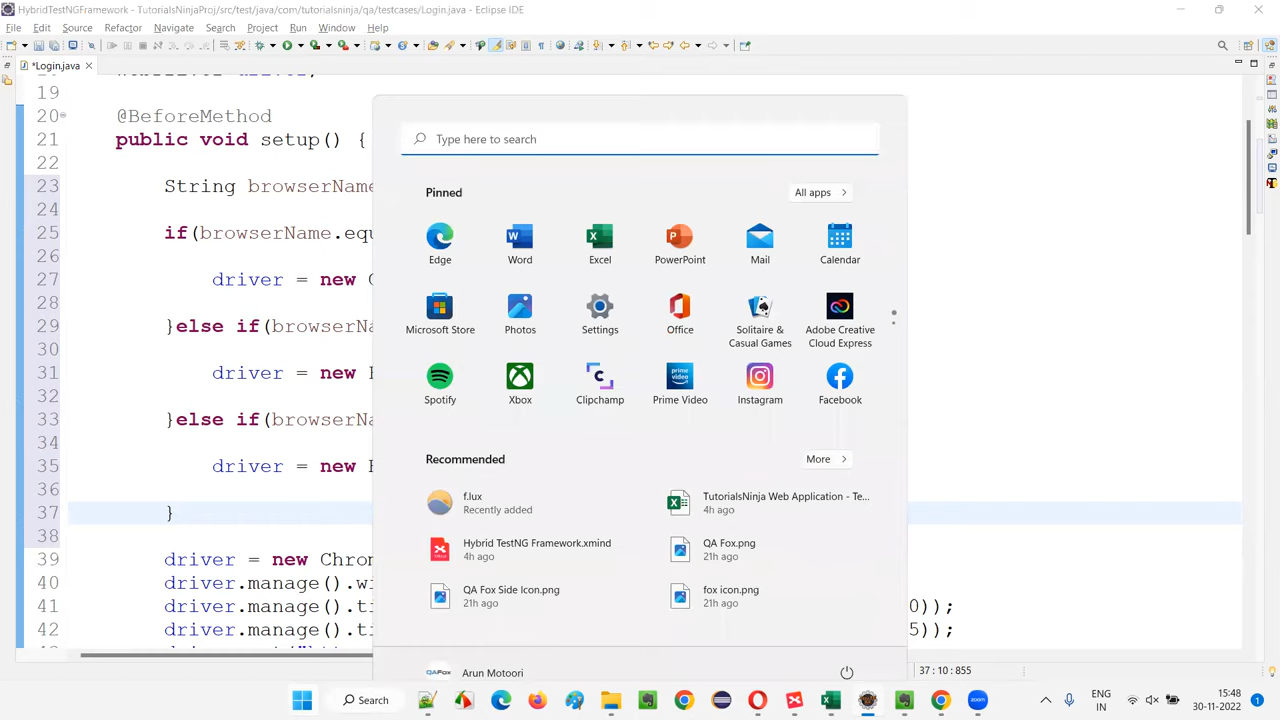 HybridTestNGFramework - TutorialsNinjaProj/src/test/java/com/tutorialsninja/qa/testcases/Login.java - Eclipse IDE
File Edit Source Refactor Navigate Search Project Run Window Help
*Login.java
19
20 @BeforeMethod
21 public void setup() {
22
23 String browserName
24
25 if(browserName.equ
26
27 driver = new C
28
29 }else if(browserNa
30
31 driver = new
32
33 }else if(browserNa
34
35 driver = new
36
37 }
38
39 driver = new Chron
40 driver.manage().wi
41 driver.manage().ti 0));
42 driver.manage().ti 5));
Type here to search
Pinned
All apps
Edge Word Excel PowerPoint Mail Calendar
Microsoft Store Photos Settings Office Solitaire & Casual Games Adobe Creative Cloud Express
Spotify Xbox Clipchamp Prime Video Instagram Facebook
Recommended
More
f.lux
Recently added
TutorialsNinja Web Application - Te...
4h ago
Hybrid TestNG Framework.xmind
4h ago
QA Fox.png
21h ago
QA Fox Side Icon.png
21h ago
fox icon.png
21h ago
QAFox Arun Motoori
37 : 10 : 855
Search
ENG
IN
15:48
30-11-2022
1